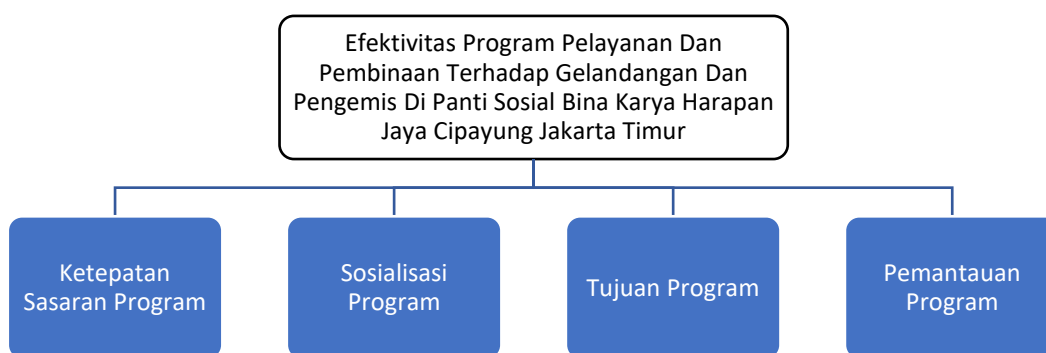 Efektivitas Program Pelayanan Dan
Pembinaan Terhadap Gelandangan Dan
Pengemis Di Panti Sosial Bina Karya Harapan
Jaya Cipayung Jakarta Timur
Ketepatan
Sasaran Program
Sosialisasi
Program
Tujuan Program
Pemantauan
Program